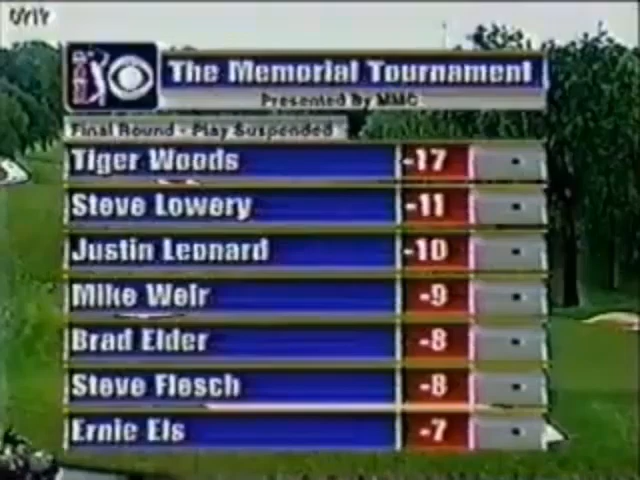 The Memorial Tournament
Presented By MMC
Final Round - Play Suspended
Tiger Woods -17 -
Steve Lowery -11 -
Justin Leonard -10 -
Mike Weir -9 -
Brad Elder -8 -
Steve Flesch -8 -
Ernie Els -7 -